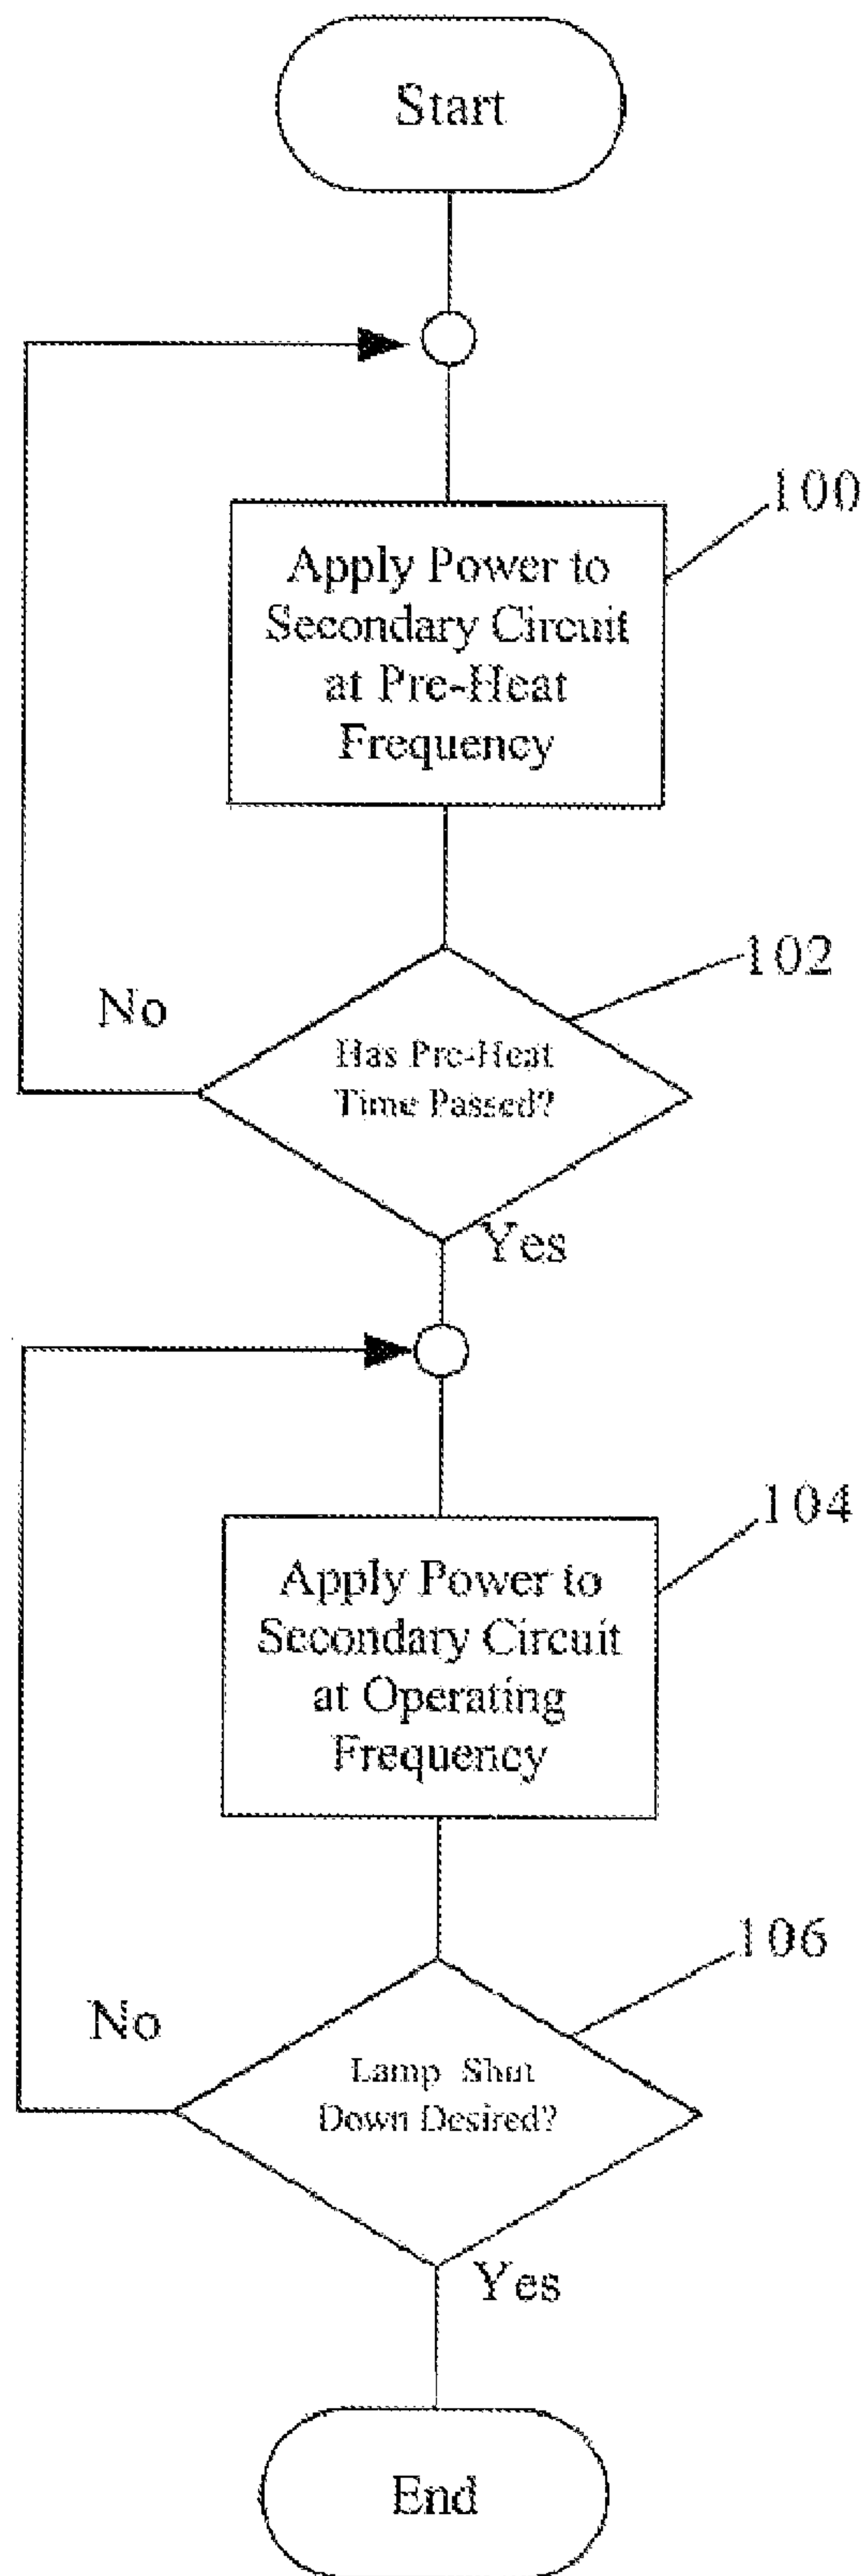 Start
100
Apply Power to
Secondary Circuit
at Pre-Heat
Frequency
102
No
Has Pre-Heat
Time Passed?
Yes
104
Apply Power to
Secondary Circuit
at Operating
Frequency
106
No
Lamp Shut
Down Desired?
Yes
End